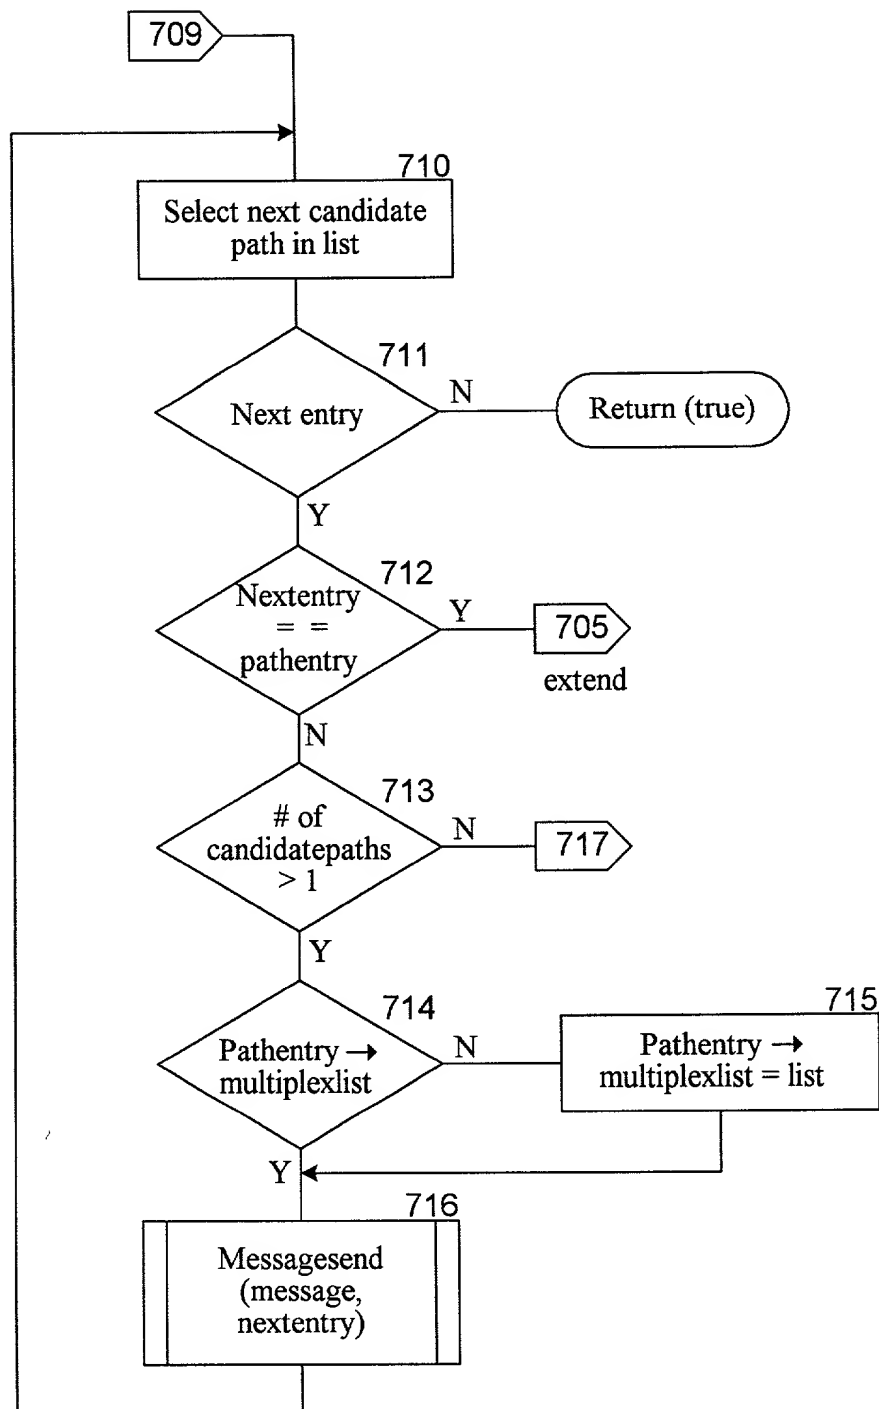 709
710
Select next candidate
path in list
711
Next entry
N
Return (true)
Y
712
Nextentry
= =
pathentry
Y
705
extend
N
713
# of
candidatepaths
> 1
N
717
Y
714
Pathentry →
multiplexlist
N
715
Pathentry →
multiplexlist = list
Y
716
Messagesend
(message,
nextentry)